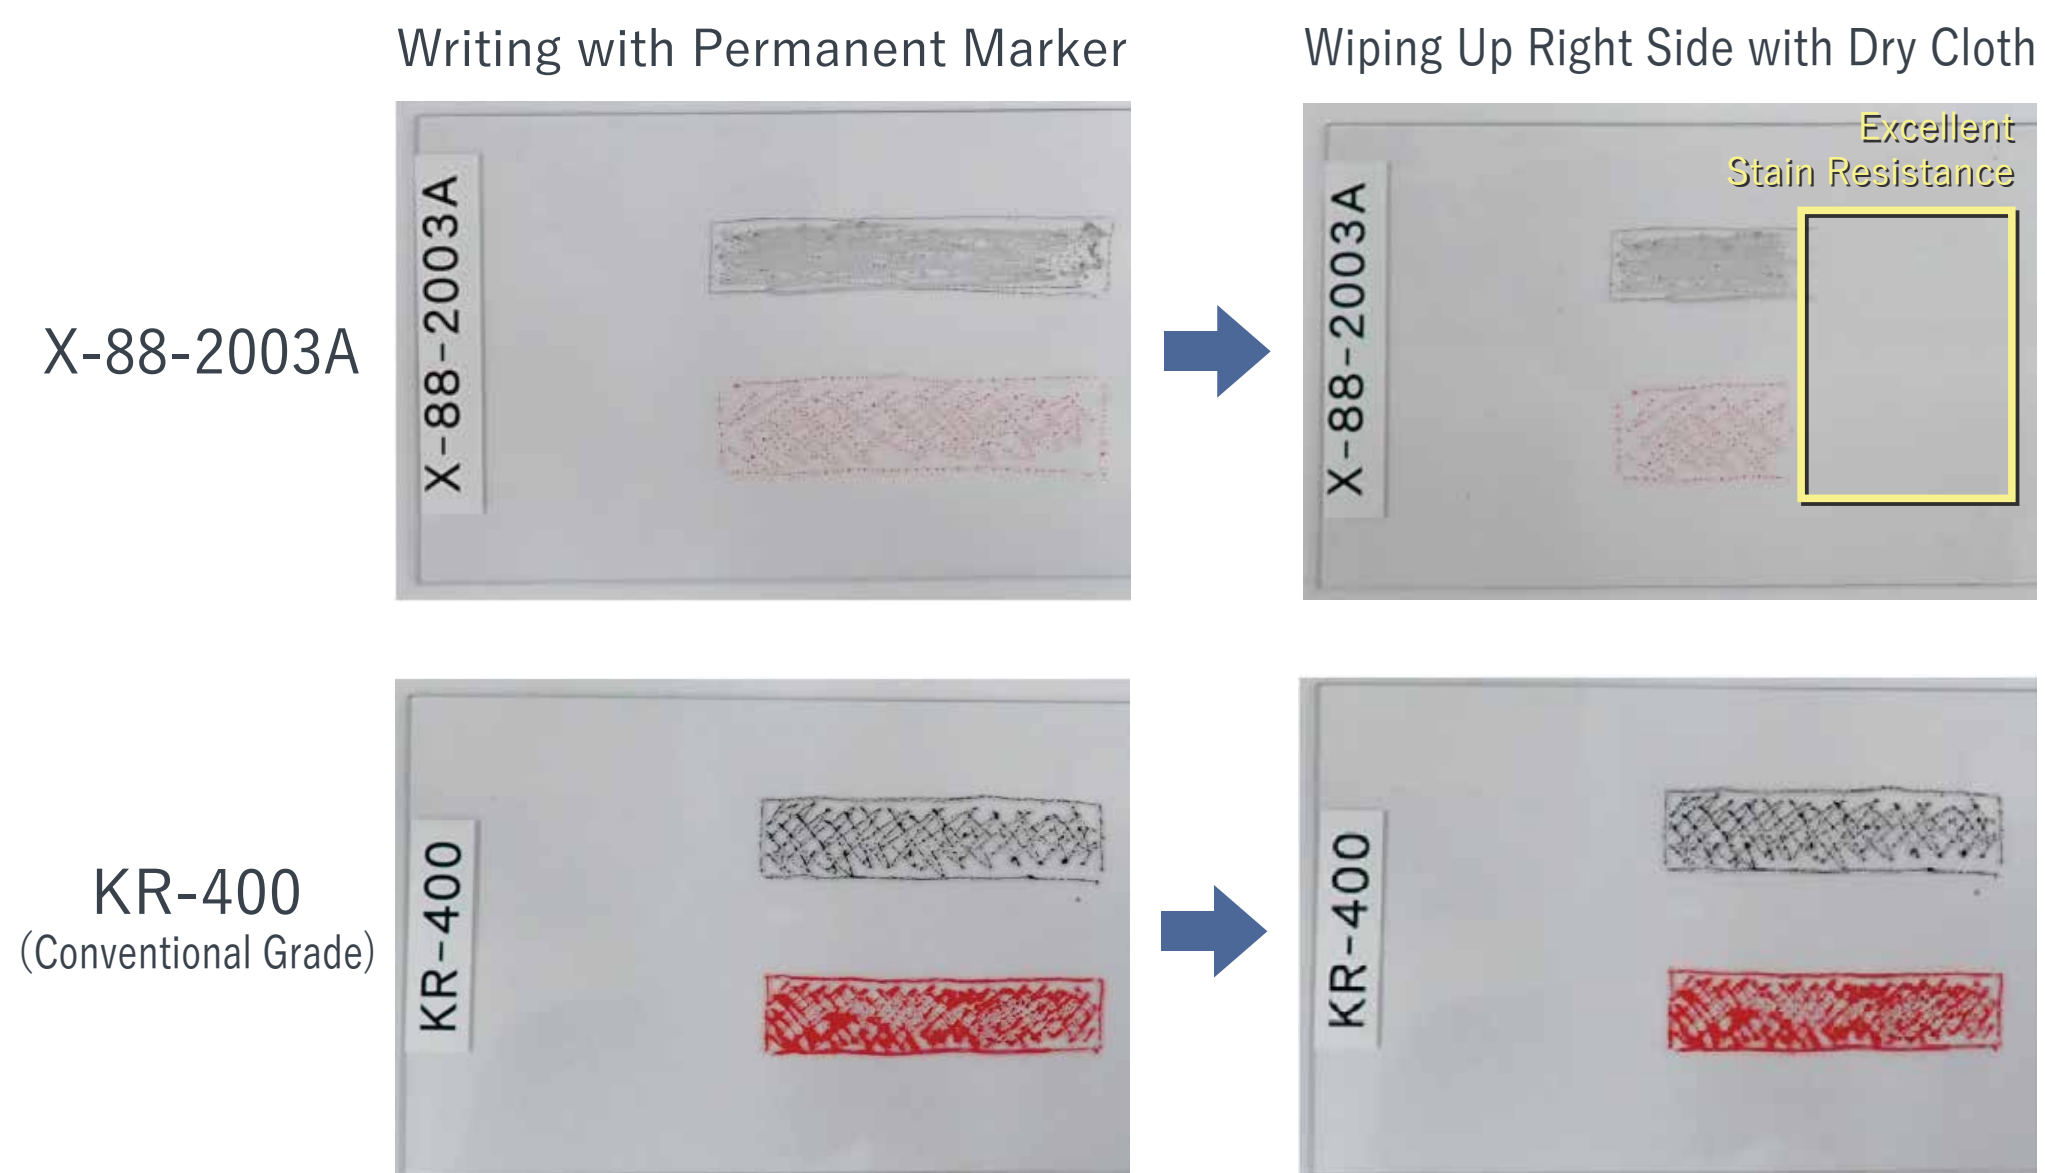 Writing with Permanent Marker
Wiping Up Right Side with Dry Cloth
X-88-2003A
X-88-2003A
X-88-2003A
Excellent
Stain Resistance
KR-400
(Conventional Grade)
KR-400
KR-400